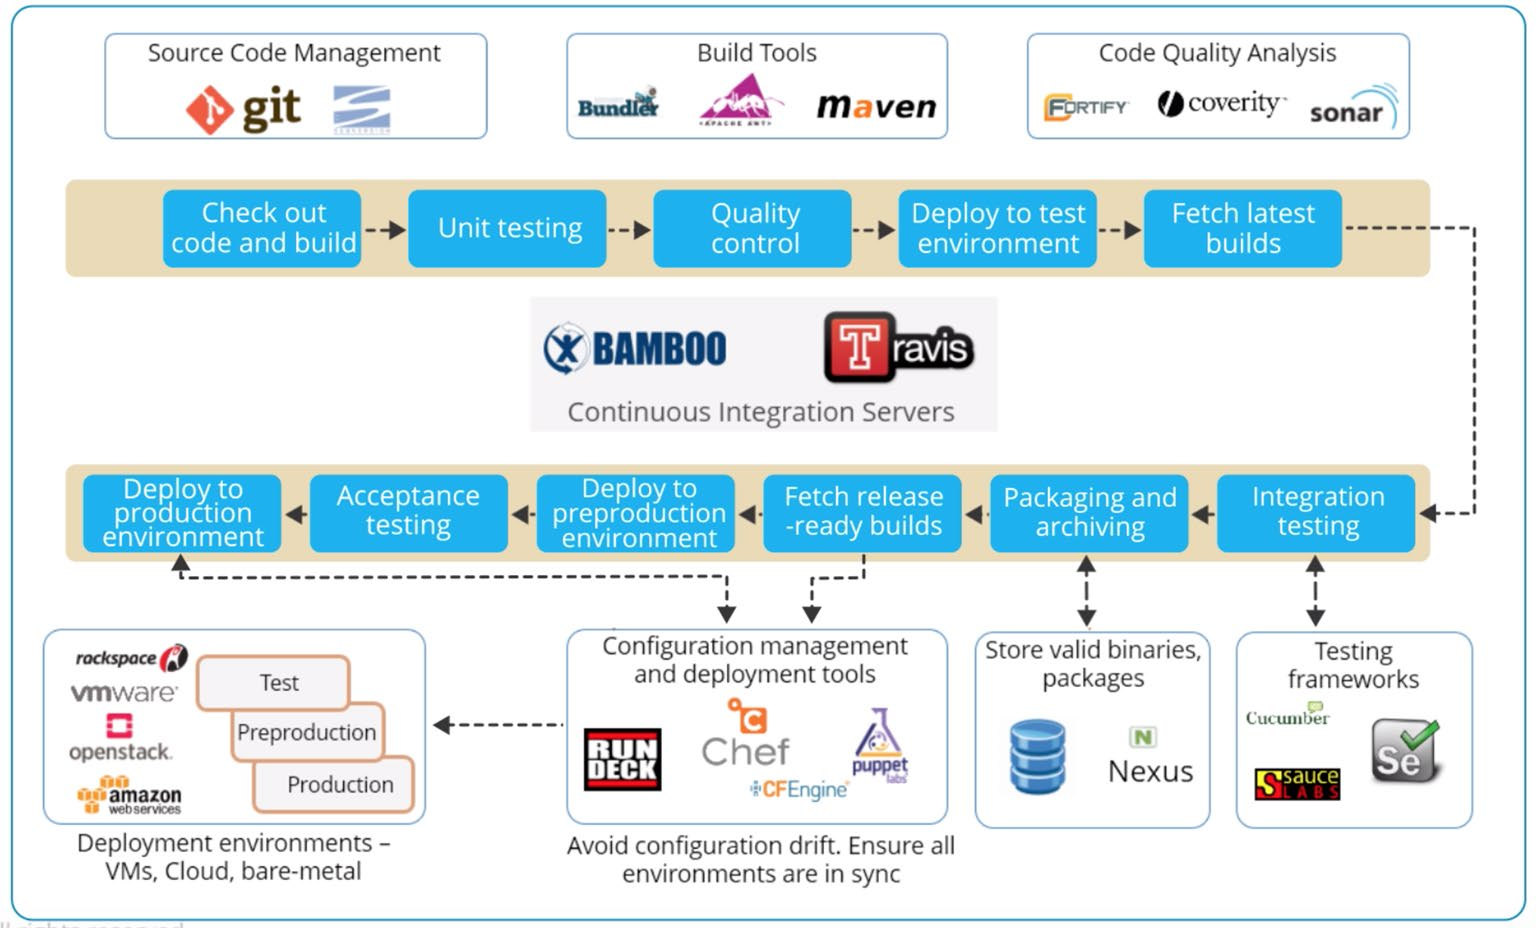 Source Code Management
git
Build Tools
Bundler
APACHE ANT
maven
Code Quality Analysis
FORTIFY
coverity
sonar
Check out
code and build
Unit testing
Quality
control
Deploy to test
environment
Fetch latest
builds
BAMBOO
Travis
Continuous Integration Servers
Deploy to
production
environment
Acceptance
testing
Deploy to
preproduction
environment
Fetch release
-ready builds
Packaging and
archiving
Integration
testing
rackspace
vmware
openstack.
amazon
webservices
Test
Preproduction
Production
Deployment environments –
VMs, Cloud, bare-metal
Configuration management
and deployment tools
RUN
DECK
Chef
CFEngine
puppet
labs
Avoid configuration drift. Ensure all
environments are in sync
Store valid binaries,
packages
N
Nexus
Testing
frameworks
Cucumber
Se
S sauce
LABS